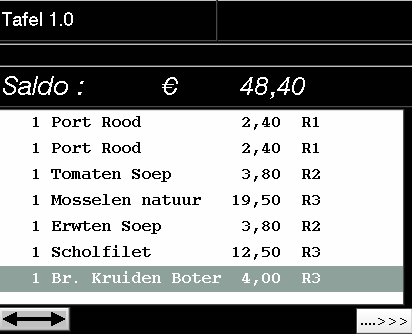 Tafel 1.0
Saldo : € 48,40
1 Port Rood 2,40 R1
1 Port Rood 2,40 R1
1 Tomaten Soep 3,80 R2
1 Mosselen natuur 19,50 R3
1 Erwten Soep 3,80 R2
1 Scholfilet 12,50 R3
1 Br. Kruiden Boter 4,00 R3
....>>>